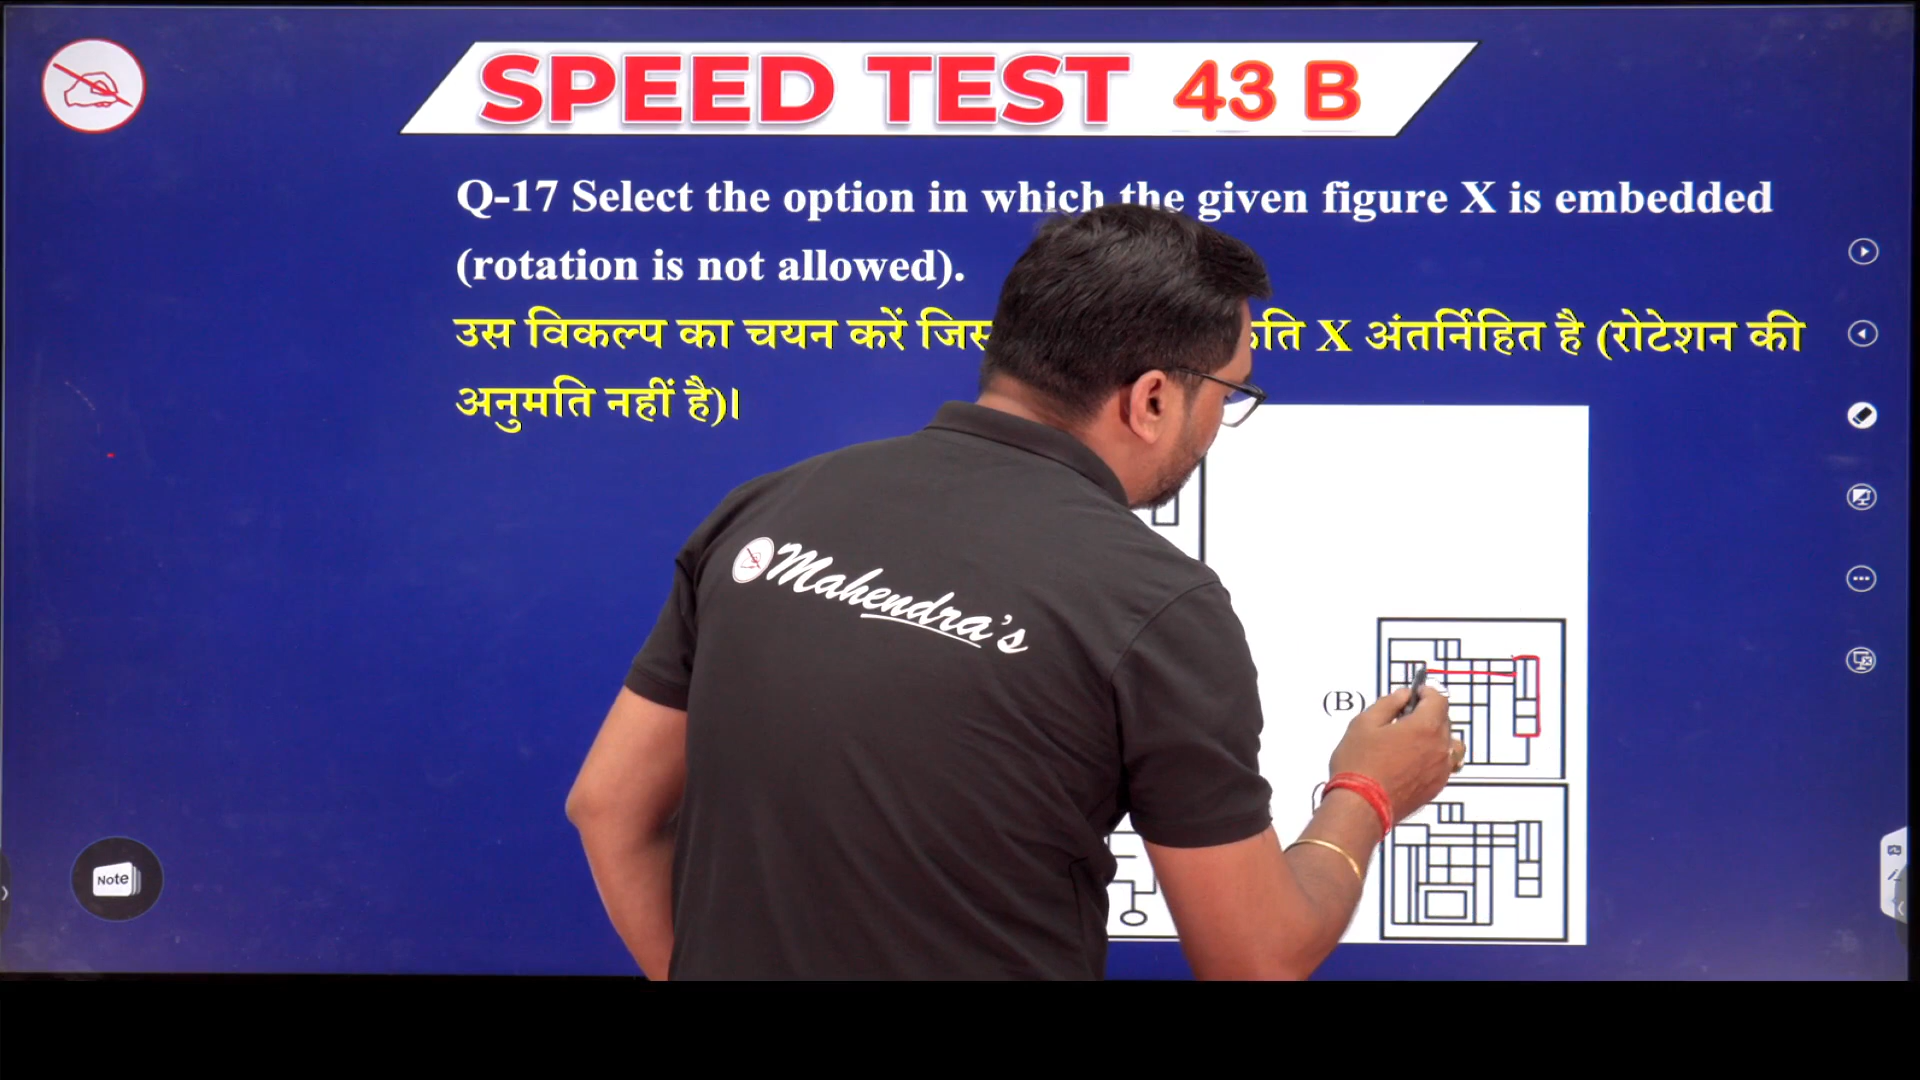 SPEED TEST 43 B
Q-17 Select the option in which the given figure X is embedded
(rotation is not allowed).
उस विकल्प का चयन करें X अंतर्निहित है (रोटेशन की
अनुमति नहीं है)।
Mahendra's
(B)
Note